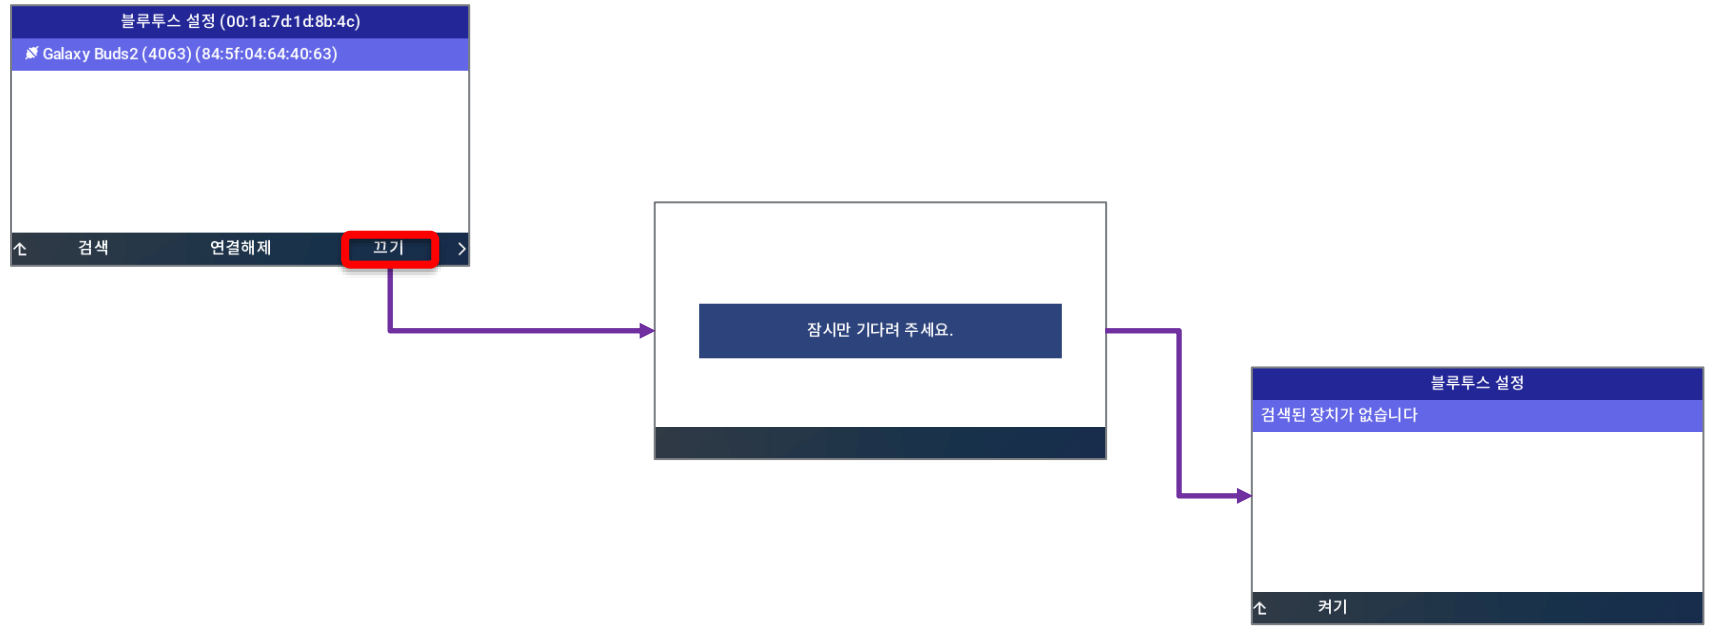 블루투스 설정 (00:1a:7d:1d:8b:4c)
Galaxy Buds2 (4063) (84:5f:04:64:40:63)
검색 연결해제 끄기
잠시만 기다려 주세요.
블루투스 설정
검색된 장치가 없습니다
켜기